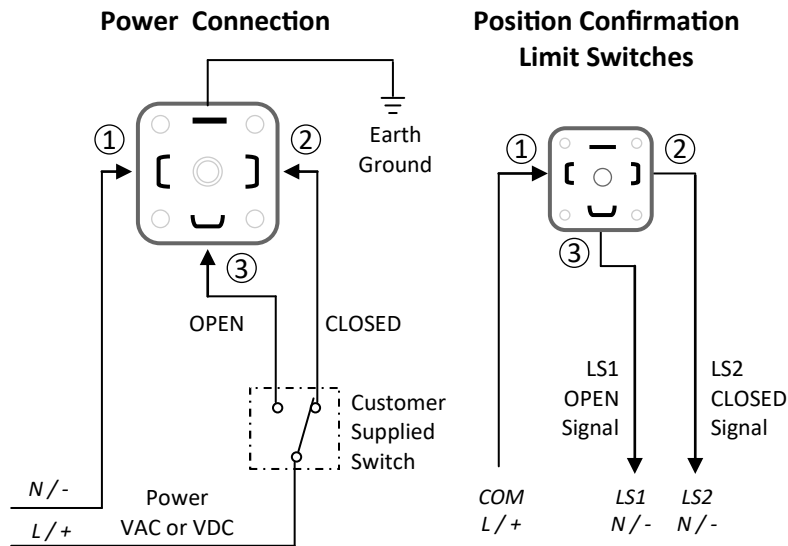 Power Connection
Earth
Ground
①
②
③
OPEN
CLOSED
Customer
Supplied
Switch
N / -
L / +
Power
VAC or VDC
Position Confirmation
Limit Switches
①
②
③
LS1
OPEN
Signal
LS2
CLOSED
Signal
COM
L / +
LS1
N / -
LS2
N / -